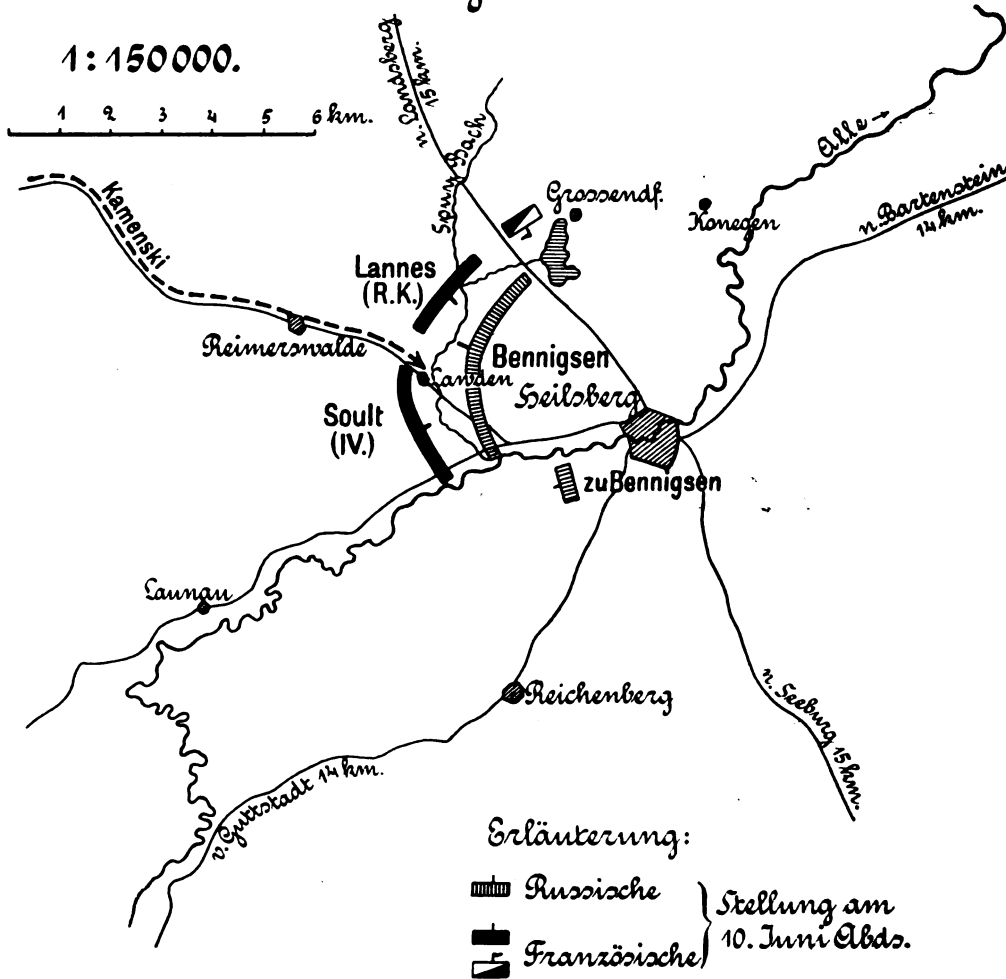 1:150000.
1 2 3 4 5 6 km.
n. Landsberg
15 km.
Spuy Bach
Alle →
Grossendf.
Konegen
n. Bartenstein
14 km.
Kamenski
Lannes
(R.K.)
Reimerswalde
Bennigsen
Lawden
Heilsberg
Soult
(IV.)
zu Bennigsen
Launau
Reichenberg
n. Seeburg 15 km.
v. Guttstadt 14 km.
Erläuterung:
Russische
Französische
Stellung am
10. Juni Abds.